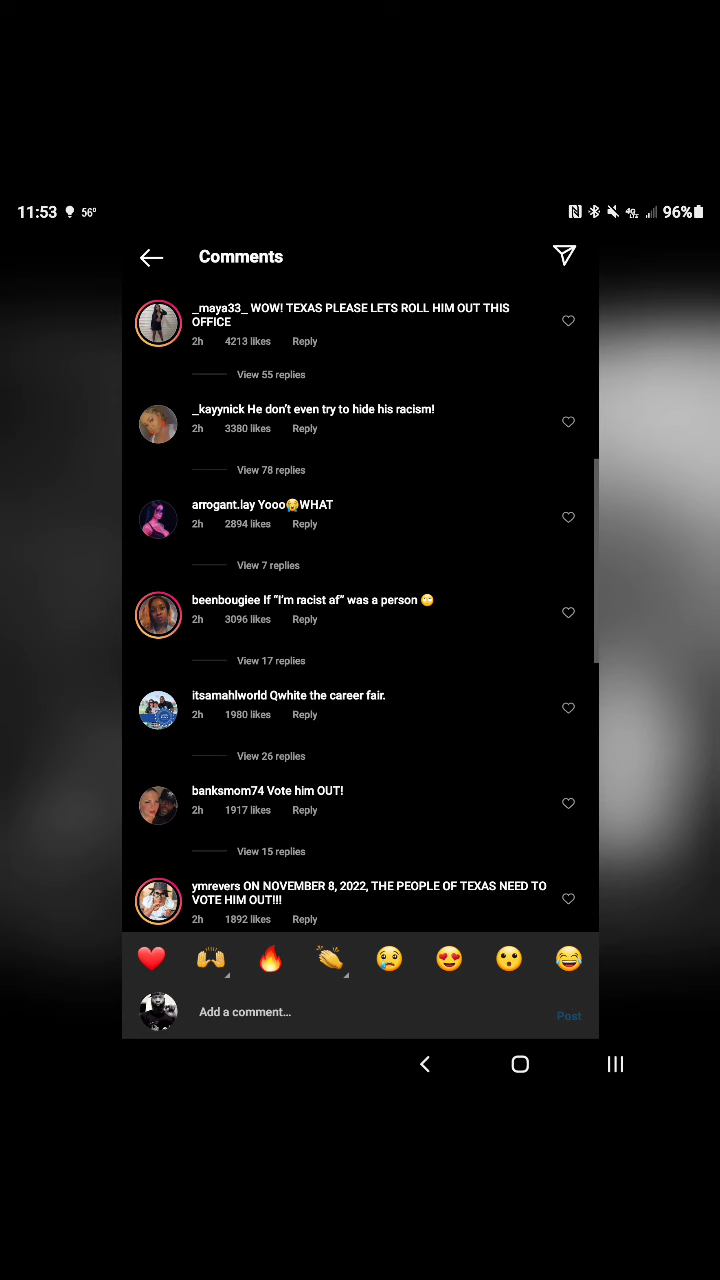 11:53 56° 4G LTE 96%
Comments
_maya33_ WOW! TEXAS PLEASE LETS ROLL HIM OUT THIS
OFFICE
2h 4213 likes Reply
View 55 replies
_kayynick He don't even try to hide his racism!
2h 3380 likes Reply
View 78 replies
arrogant.lay Yooo😭WHAT
2h 2894 likes Reply
View 7 replies
beenbougiee If “I'm racist af” was a person 🙄
2h 3096 likes Reply
View 17 replies
itsamahlworld Qwhite the career fair.
2h 1980 likes Reply
View 26 replies
banksmom74 Vote him OUT!
2h 1917 likes Reply
View 15 replies
ymrevers ON NOVEMBER 8, 2022, THE PEOPLE OF TEXAS NEED TO
VOTE HIM OUT!!!
2h 1892 likes Reply
❤️ 🙌 🔥 👏 😢 😍 😮 😂
Add a comment...
Post